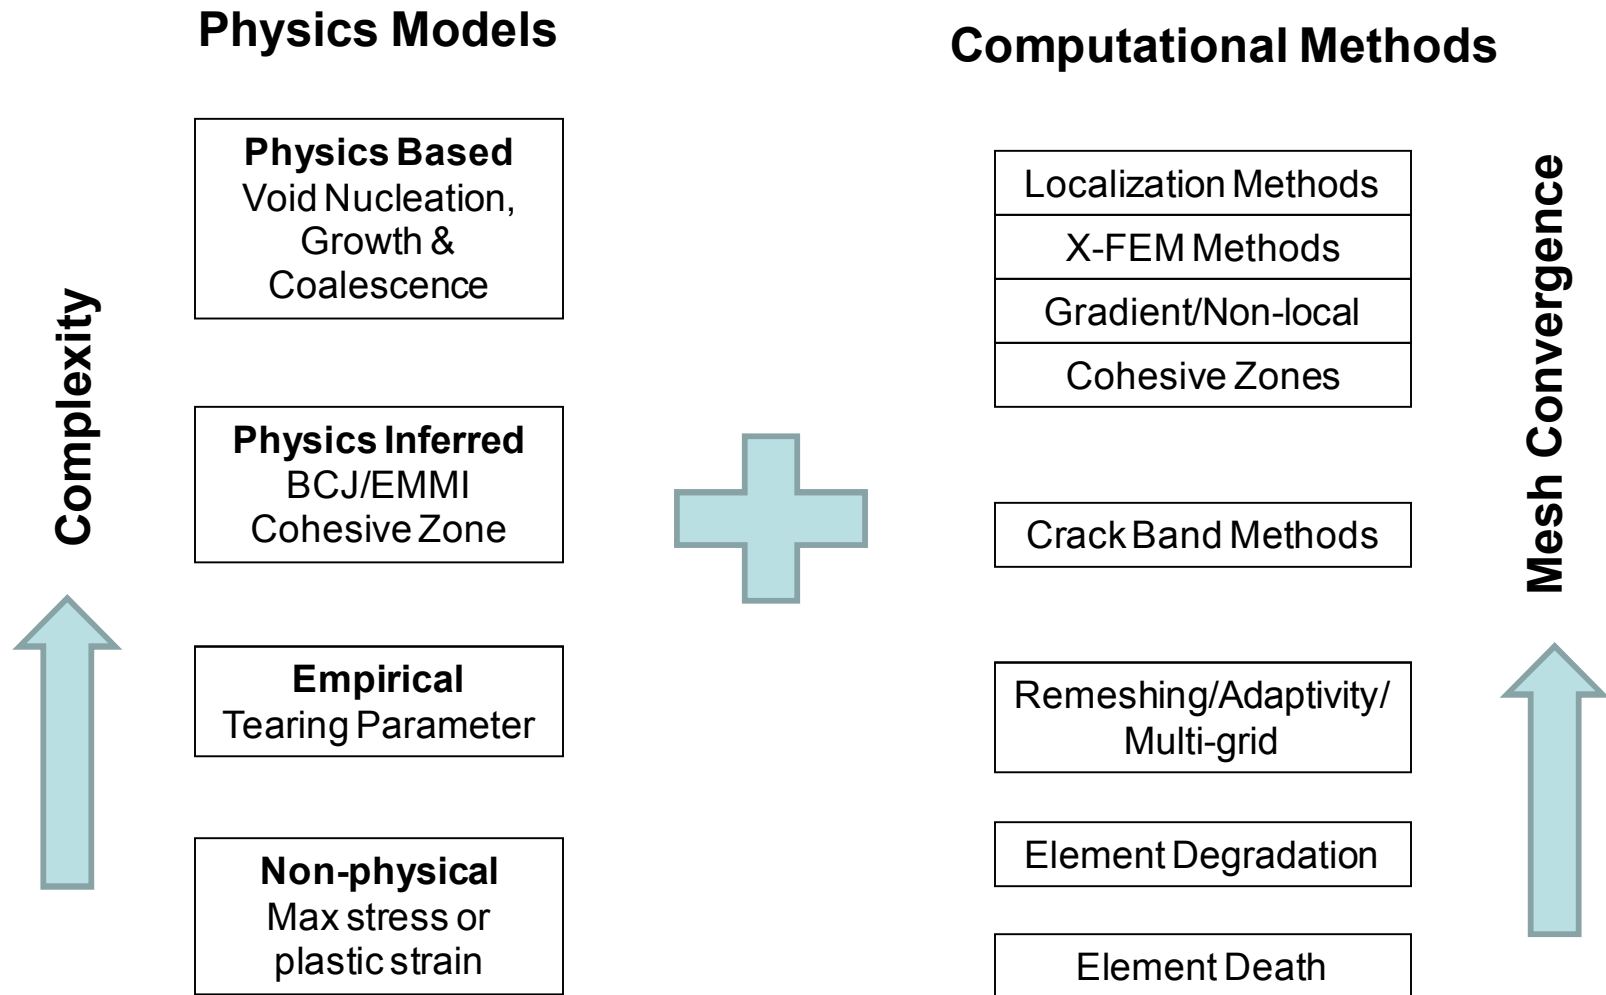 Physics Models
Computational Methods
Complexity
Physics Based
Void Nucleation,
Growth &
Coalescence
Physics Inferred
BCJ/EMMI
Cohesive Zone
Empirical
Tearing Parameter
Non-physical
Max stress or
plastic strain
Localization Methods
X-FEM Methods
Gradient/Non-local
Cohesive Zones
Crack Band Methods
Remeshing/Adaptivity/
Multi-grid
Element Degradation
Element Death
Mesh Convergence